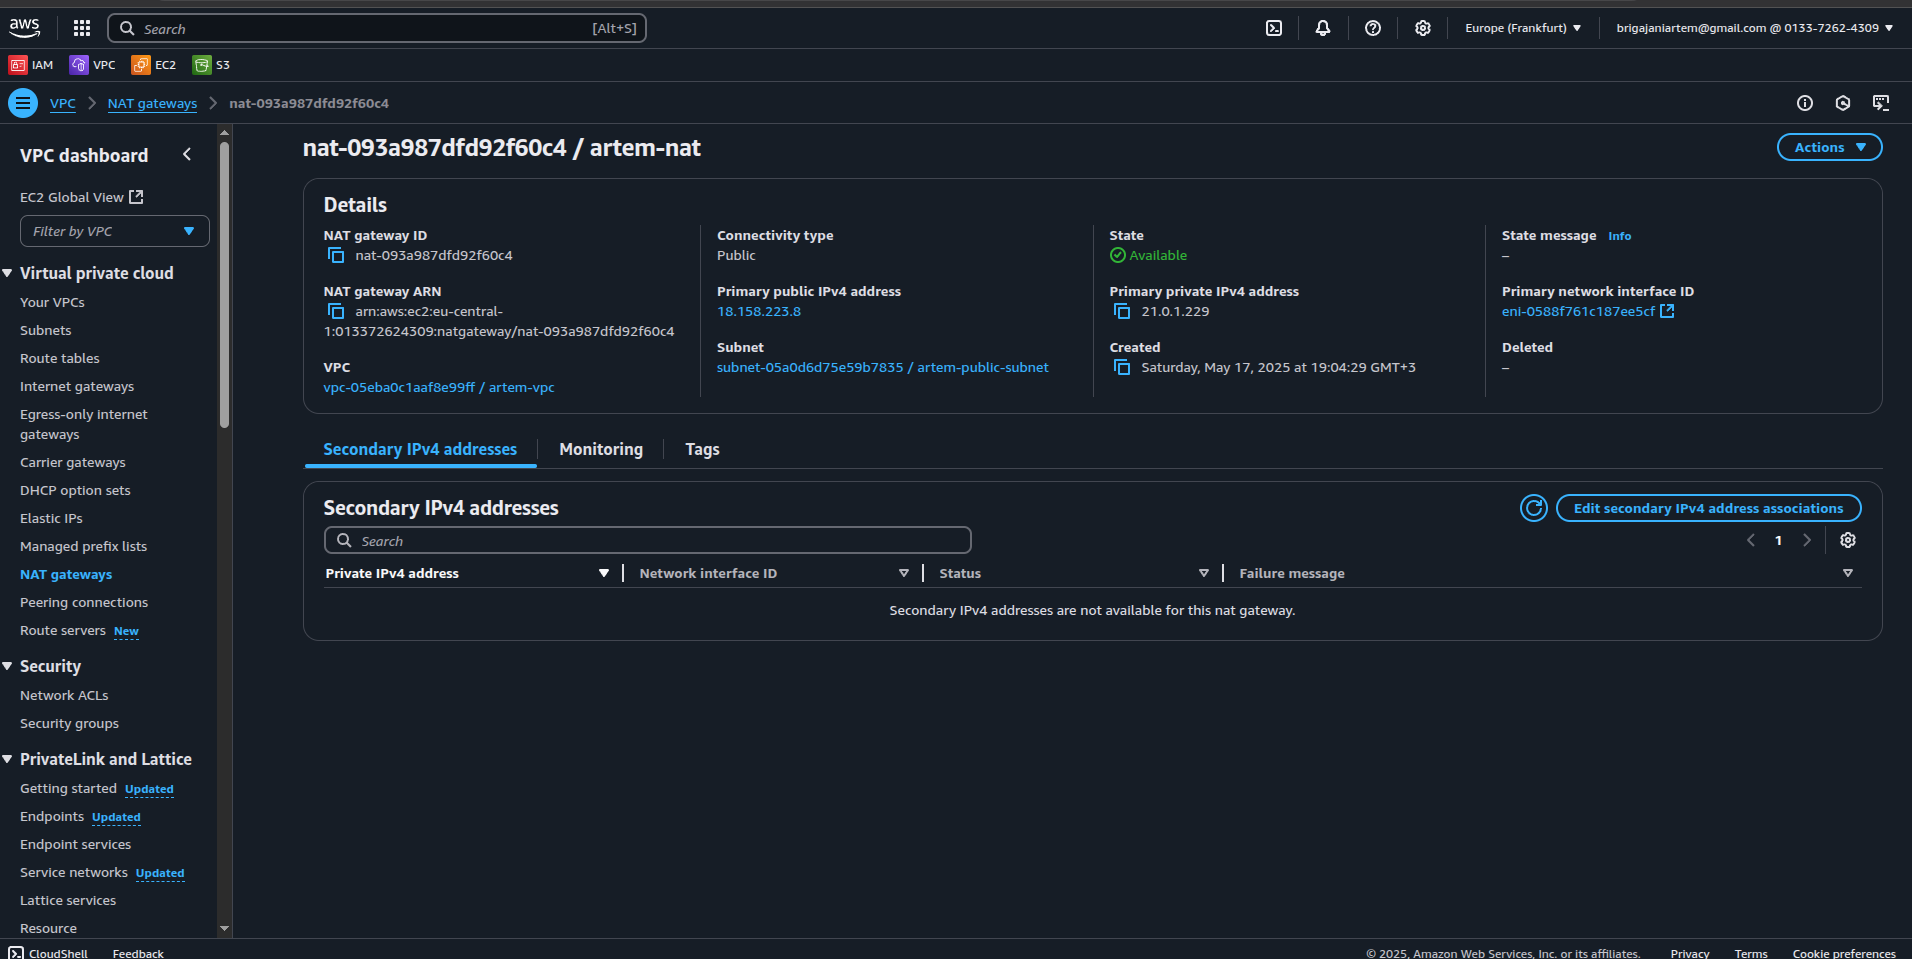 aws
Search
[Alt+S]
Europe (Frankfurt)
brigajaniartem@gmail.com @ 0133-7262-4309
IAM
VPC
EC2
S3
VPC
NAT gateways
nat-093a987dfd92f60c4
VPC dashboard
EC2 Global View
Filter by VPC
Virtual private cloud
Your VPCs
Subnets
Route tables
Internet gateways
Egress-only internet
gateways
Carrier gateways
DHCP option sets
Elastic IPs
Managed prefix lists
NAT gateways
Peering connections
Route servers New
Security
Network ACLs
Security groups
PrivateLink and Lattice
Getting started Updated
Endpoints Updated
Endpoint services
Service networks Updated
Lattice services
Resource
nat-093a987dfd92f60c4 / artem-nat
Actions
Details
NAT gateway ID
nat-093a987dfd92f60c4
NAT gateway ARN
arn:aws:ec2:eu-central-
1:013372624309:natgateway/nat-093a987dfd92f60c4
VPC
vpc-05eba0c1aaf8e99ff / artem-vpc
Connectivity type
Public
Primary public IPv4 address
18.158.223.8
Subnet
subnet-05a0d6d75e59b7835 / artem-public-subnet
State
Available
Primary private IPv4 address
21.0.1.229
Created
Saturday, May 17, 2025 at 19:04:29 GMT+3
State message Info
–
Primary network interface ID
eni-0588f761c187ee5cf
Deleted
–
Secondary IPv4 addresses
Monitoring
Tags
Secondary IPv4 addresses
Edit secondary IPv4 address associations
Search
1
Private IPv4 address
Network interface ID
Status
Failure message
Secondary IPv4 addresses are not available for this nat gateway.
CloudShell
Feedback
© 2025, Amazon Web Services, Inc. or its affiliates.
Privacy
Terms
Cookie preferences